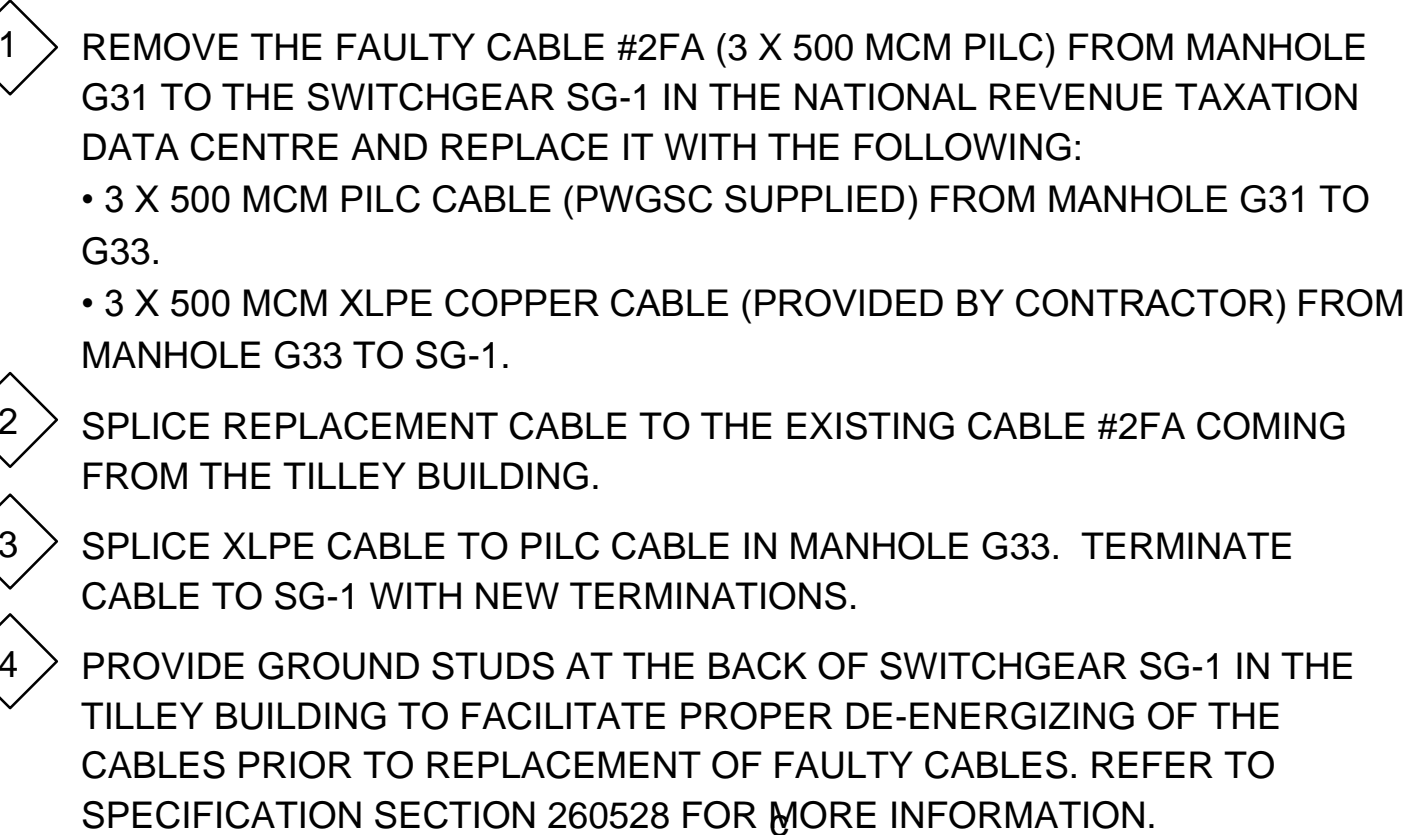 1 REMOVE THE FAULTY CABLE #2FA (3 X 500 MCM PILC) FROM MANHOLE
G31 TO THE SWITCHGEAR SG-1 IN THE NATIONAL REVENUE TAXATION
DATA CENTRE AND REPLACE IT WITH THE FOLLOWING:
• 3 X 500 MCM PILC CABLE (PWGSC SUPPLIED) FROM MANHOLE G31 TO
G33.
• 3 X 500 MCM XLPE COPPER CABLE (PROVIDED BY CONTRACTOR) FROM
MANHOLE G33 TO SG-1.
2 SPLICE REPLACEMENT CABLE TO THE EXISTING CABLE #2FA COMING
FROM THE TILLEY BUILDING.
3 SPLICE XLPE CABLE TO PILC CABLE IN MANHOLE G33. TERMINATE
CABLE TO SG-1 WITH NEW TERMINATIONS.
4 PROVIDE GROUND STUDS AT THE BACK OF SWITCHGEAR SG-1 IN THE
TILLEY BUILDING TO FACILITATE PROPER DE-ENERGIZING OF THE
CABLES PRIOR TO REPLACEMENT OF FAULTY CABLES. REFER TO
SPECIFICATION SECTION 260528 FOR MORE INFORMATION.